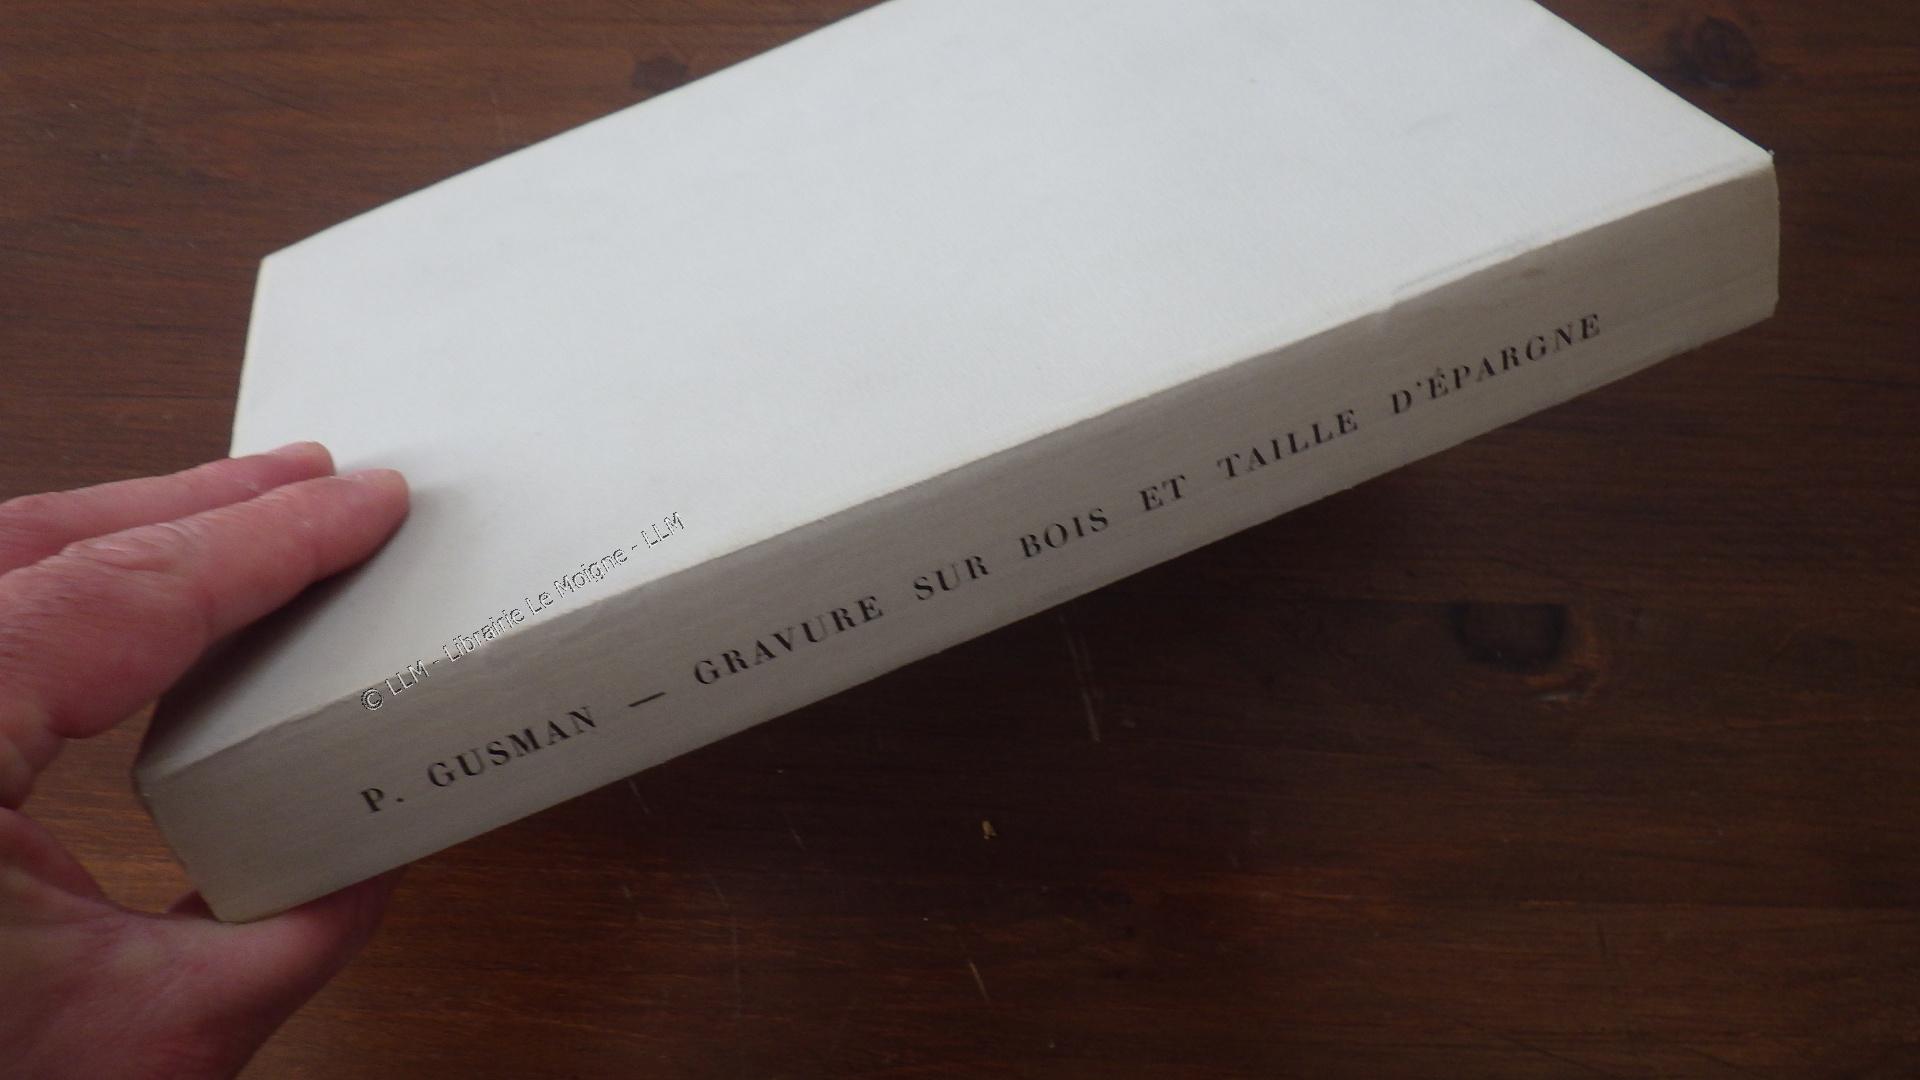 © LLM - Librairie Le Moigne - LLM
P. GUSMAN — GRAVURE SUR BOIS ET TAILLE D'ÉPARGNE